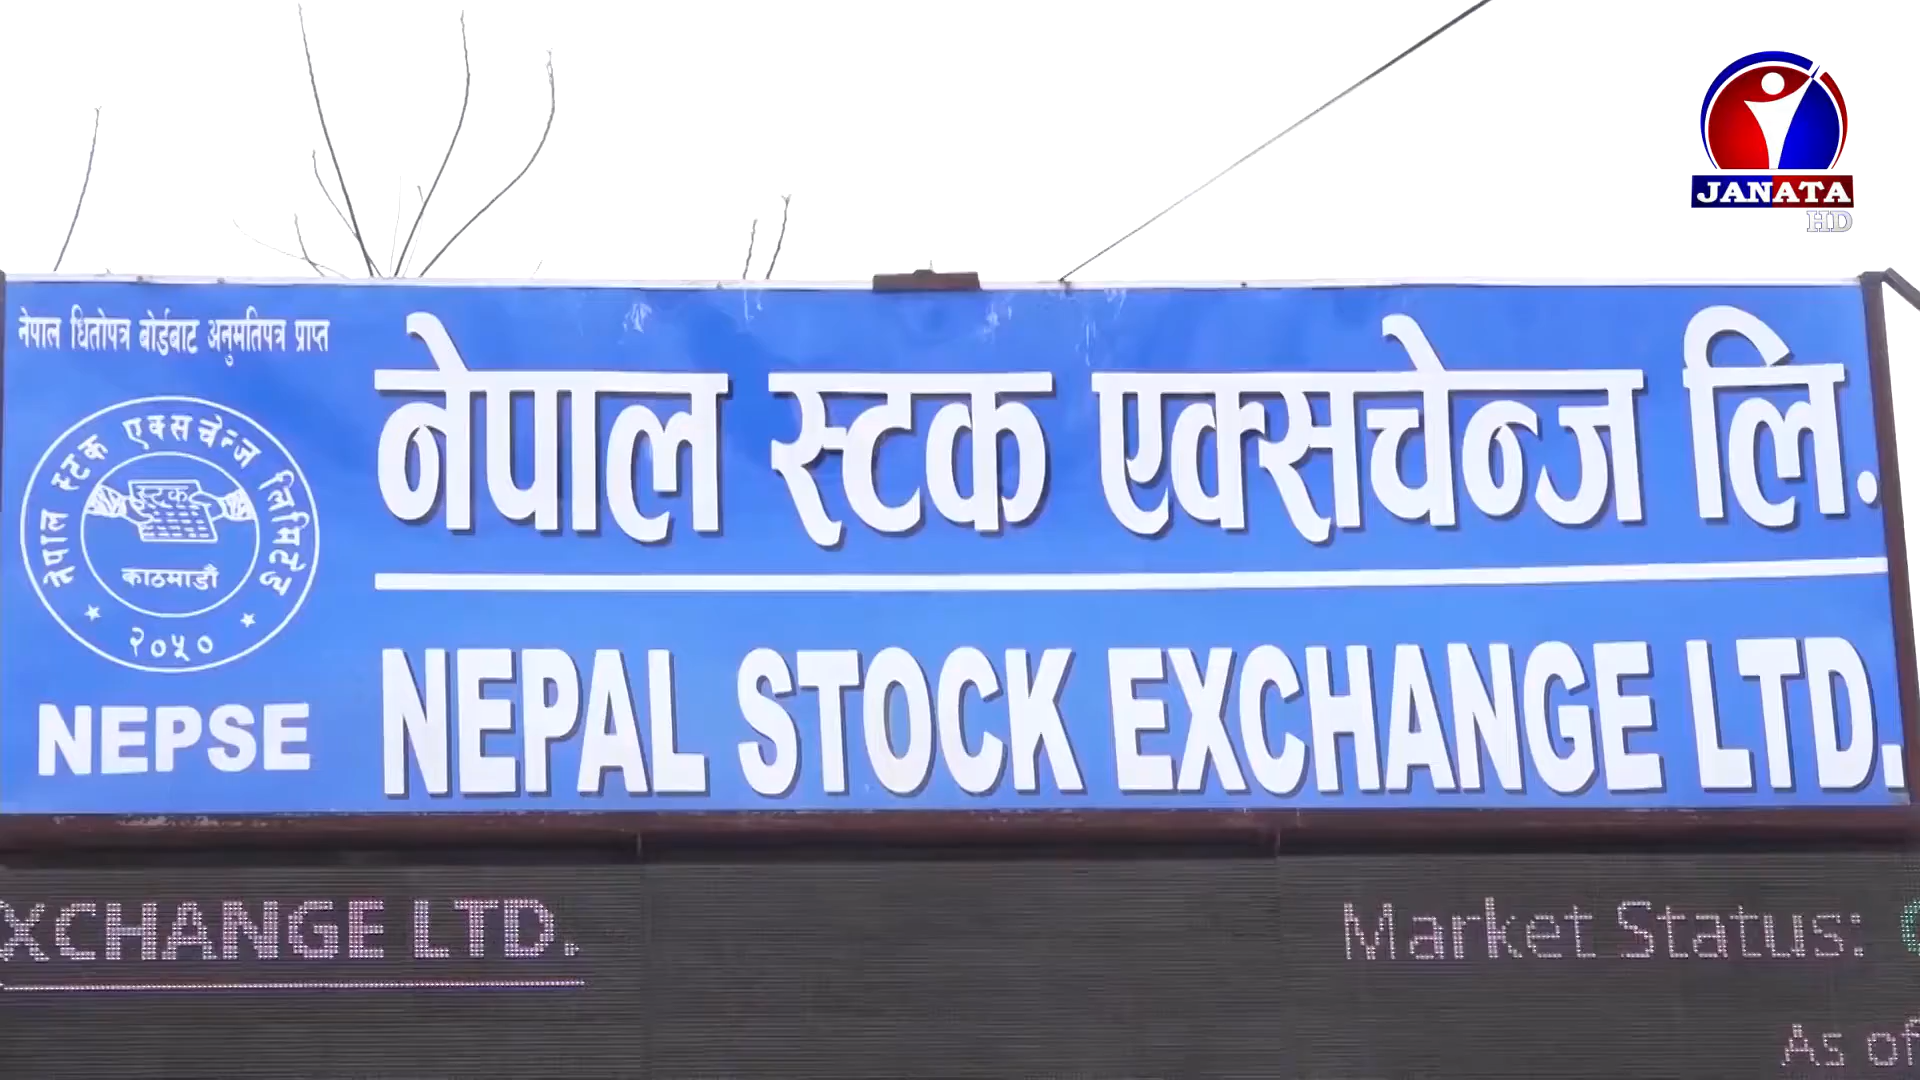 JANATA
HD
नेपाल धितोपत्र बोर्डबाट अनुमतिपत्र प्राप्त
नेपाल स्टक एक्सचेन्ज लिमिटेड
स्टक
काठमाडौं
२०५०
NEPSE
नेपाल स्टक एक्सचेन्ज लि.
NEPAL STOCK EXCHANGE LTD.
XCHANGE LTD.
Market Status:
As of